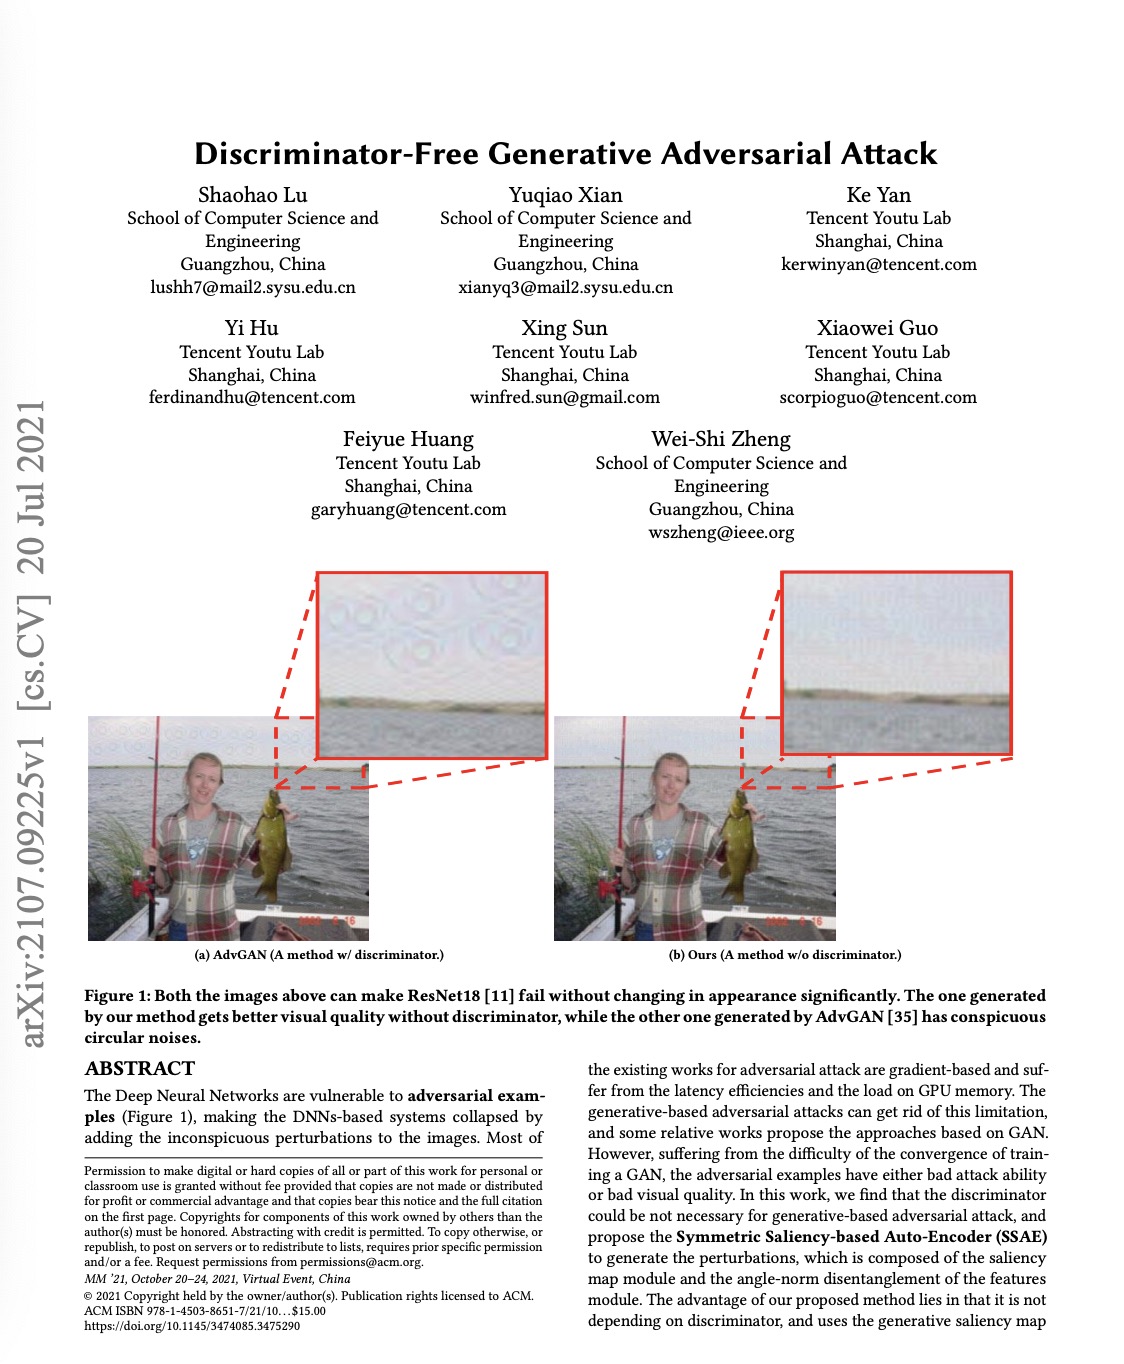 arXiv:2107.09225v1 [cs.CV] 20 Jul 2021
Discriminator-Free Generative Adversarial Attack
Shaohao Lu
School of Computer Science and
Engineering
Guangzhou, China
lushh7@mail2.sysu.edu.cn
Yuqiao Xian
School of Computer Science and
Engineering
Guangzhou, China
xianyq3@mail2.sysu.edu.cn
Ke Yan
Tencent Youtu Lab
Shanghai, China
kerwinyan@tencent.com
Yi Hu
Tencent Youtu Lab
Shanghai, China
ferdinandhu@tencent.com
Xing Sun
Tencent Youtu Lab
Shanghai, China
winfred.sun@gmail.com
Xiaowei Guo
Tencent Youtu Lab
Shanghai, China
scorpioguo@tencent.com
Feiyue Huang
Tencent Youtu Lab
Shanghai, China
garyhuang@tencent.com
Wei-Shi Zheng
School of Computer Science and
Engineering
Guangzhou, China
wszheng@ieee.org
(a) AdvGAN (A method w/ discriminator.)
(b) Ours (A method w/o discriminator.)
Figure 1: Both the images above can make ResNet18 [11] fail without changing in appearance significantly. The one generated
by our method gets better visual quality without discriminator, while the other one generated by AdvGAN [35] has conspicuous
circular noises.
ABSTRACT
The Deep Neural Networks are vulnerable to adversarial exam-
ples (Figure 1), making the DNNs-based systems collapsed by
adding the inconspicuous perturbations to the images. Most of
Permission to make digital or hard copies of all or part of this work for personal or
classroom use is granted without fee provided that copies are not made or distributed
for profit or commercial advantage and that copies bear this notice and the full citation
on the first page. Copyrights for components of this work owned by others than the
author(s) must be honored. Abstracting with credit is permitted. To copy otherwise, or
republish, to post on servers or to redistribute to lists, requires prior specific permission
and/or a fee. Request permissions from permissions@acm.org.
MM '21, October 20–24, 2021, Virtual Event, China
© 2021 Copyright held by the owner/author(s). Publication rights licensed to ACM.
ACM ISBN 978-1-4503-8651-7/21/10…$15.00
https://doi.org/10.1145/3474085.3475290
the existing works for adversarial attack are gradient-based and suf-
fer from the latency efficiencies and the load on GPU memory. The
generative-based adversarial attacks can get rid of this limitation,
and some relative works propose the approaches based on GAN.
However, suffering from the difficulty of the convergence of train-
ing a GAN, the adversarial examples have either bad attack ability
or bad visual quality. In this work, we find that the discriminator
could be not necessary for generative-based adversarial attack, and
propose the Symmetric Saliency-based Auto-Encoder (SSAE)
to generate the perturbations, which is composed of the saliency
map module and the angle-norm disentanglement of the features
module. The advantage of our proposed method lies in that it is not
depending on discriminator, and uses the generative saliency map